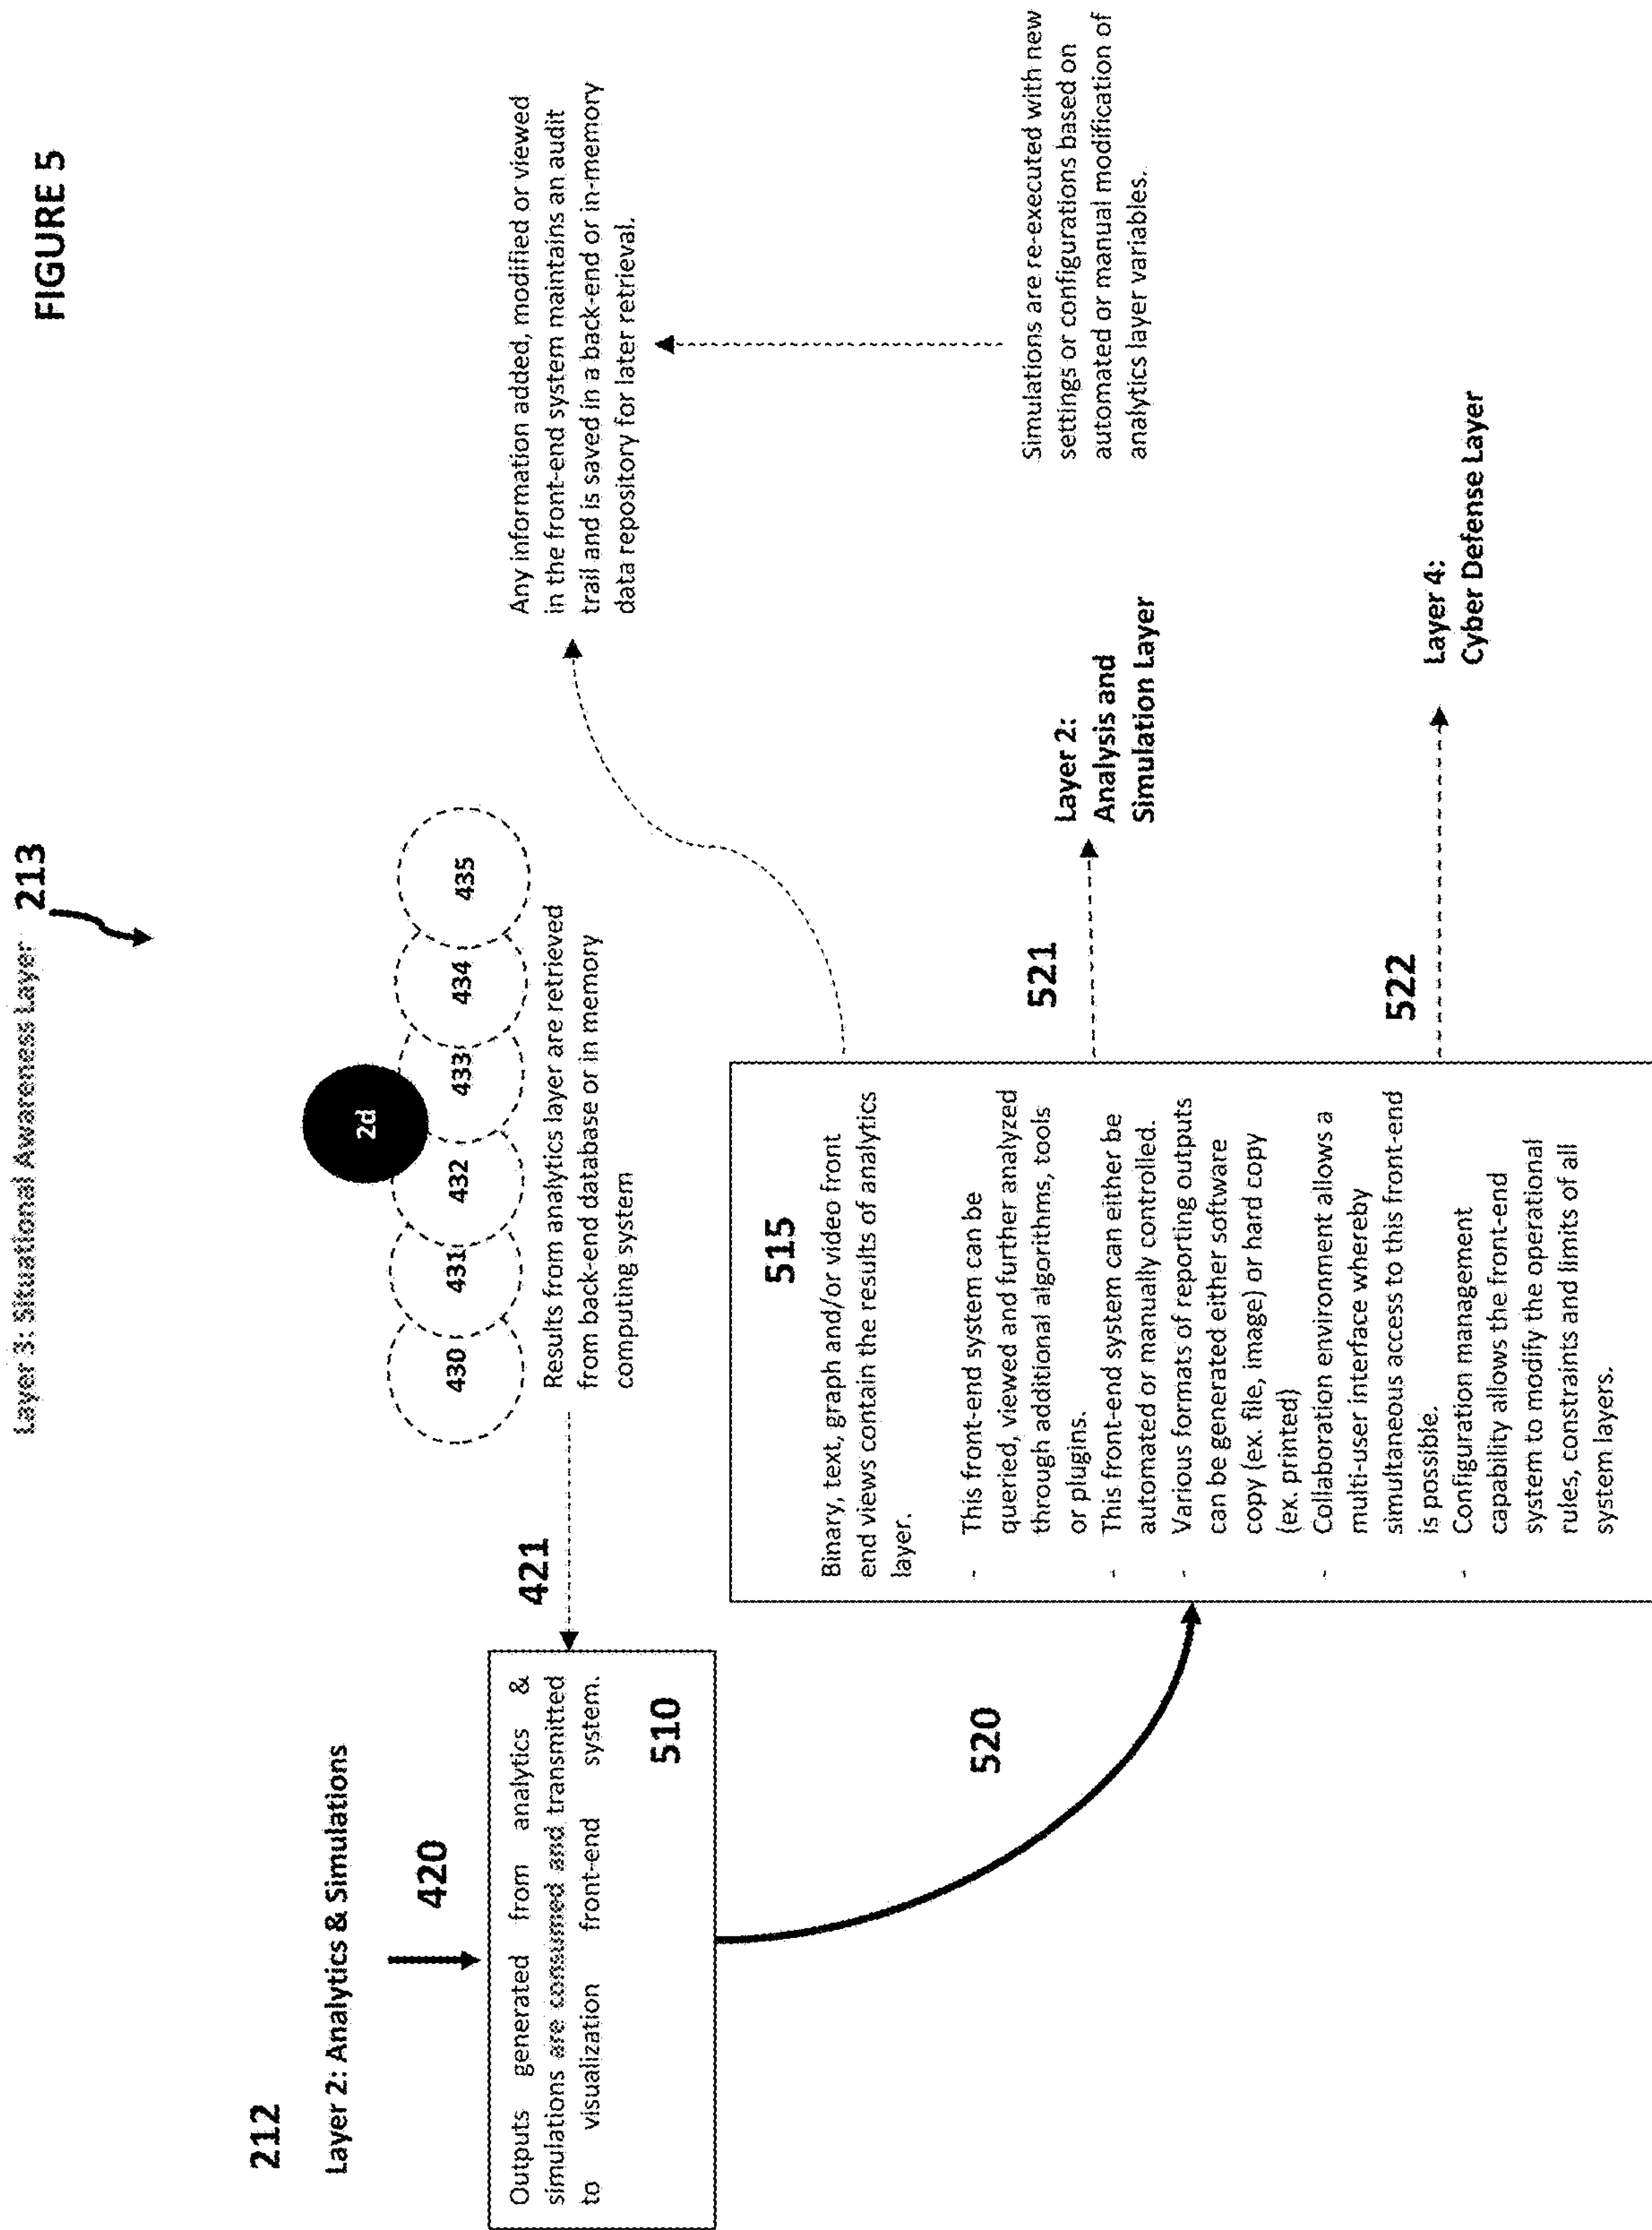 FIGURE 5
Layer 3: Situational Awareness Layer
213
212
Layer 2: Analytics & Simulations
420
2d
430
431
432
433
434
435
421
Results from analytics layer are retrieved
from back-end database or in memory
computing system
Outputs generated from analytics &
simulations are consumed and transmitted
to visualization front-end system.
510
520
515
Binary, text, graph and/or video front
end views contain the results of analytics
layer.
- This front-end system can be
queried, viewed and further analyzed
through additional algorithms, tools
or plugins.
- This front-end system can either be
automated or manually controlled.
- Various formats of reporting outputs
can be generated either software
copy (ex. file, image) or hard copy
(ex. printed)
- Collaboration environment allows a
multi-user interface whereby
simultaneous access to this front-end
is possible.
- Configuration management
capability allows the front-end
system to modify the operational
rules, constraints and limits of all
system layers.
Any information added, modified or viewed
in the front-end system maintains an audit
trail and is saved in a back-end or in-memory
data repository for later retrieval.
521
Layer 2:
Analysis and
Simulation Layer
Simulations are re-executed with new
settings or configurations based on
automated or manual modification of
analytics layer variables.
522
Layer 4:
Cyber Defense Layer